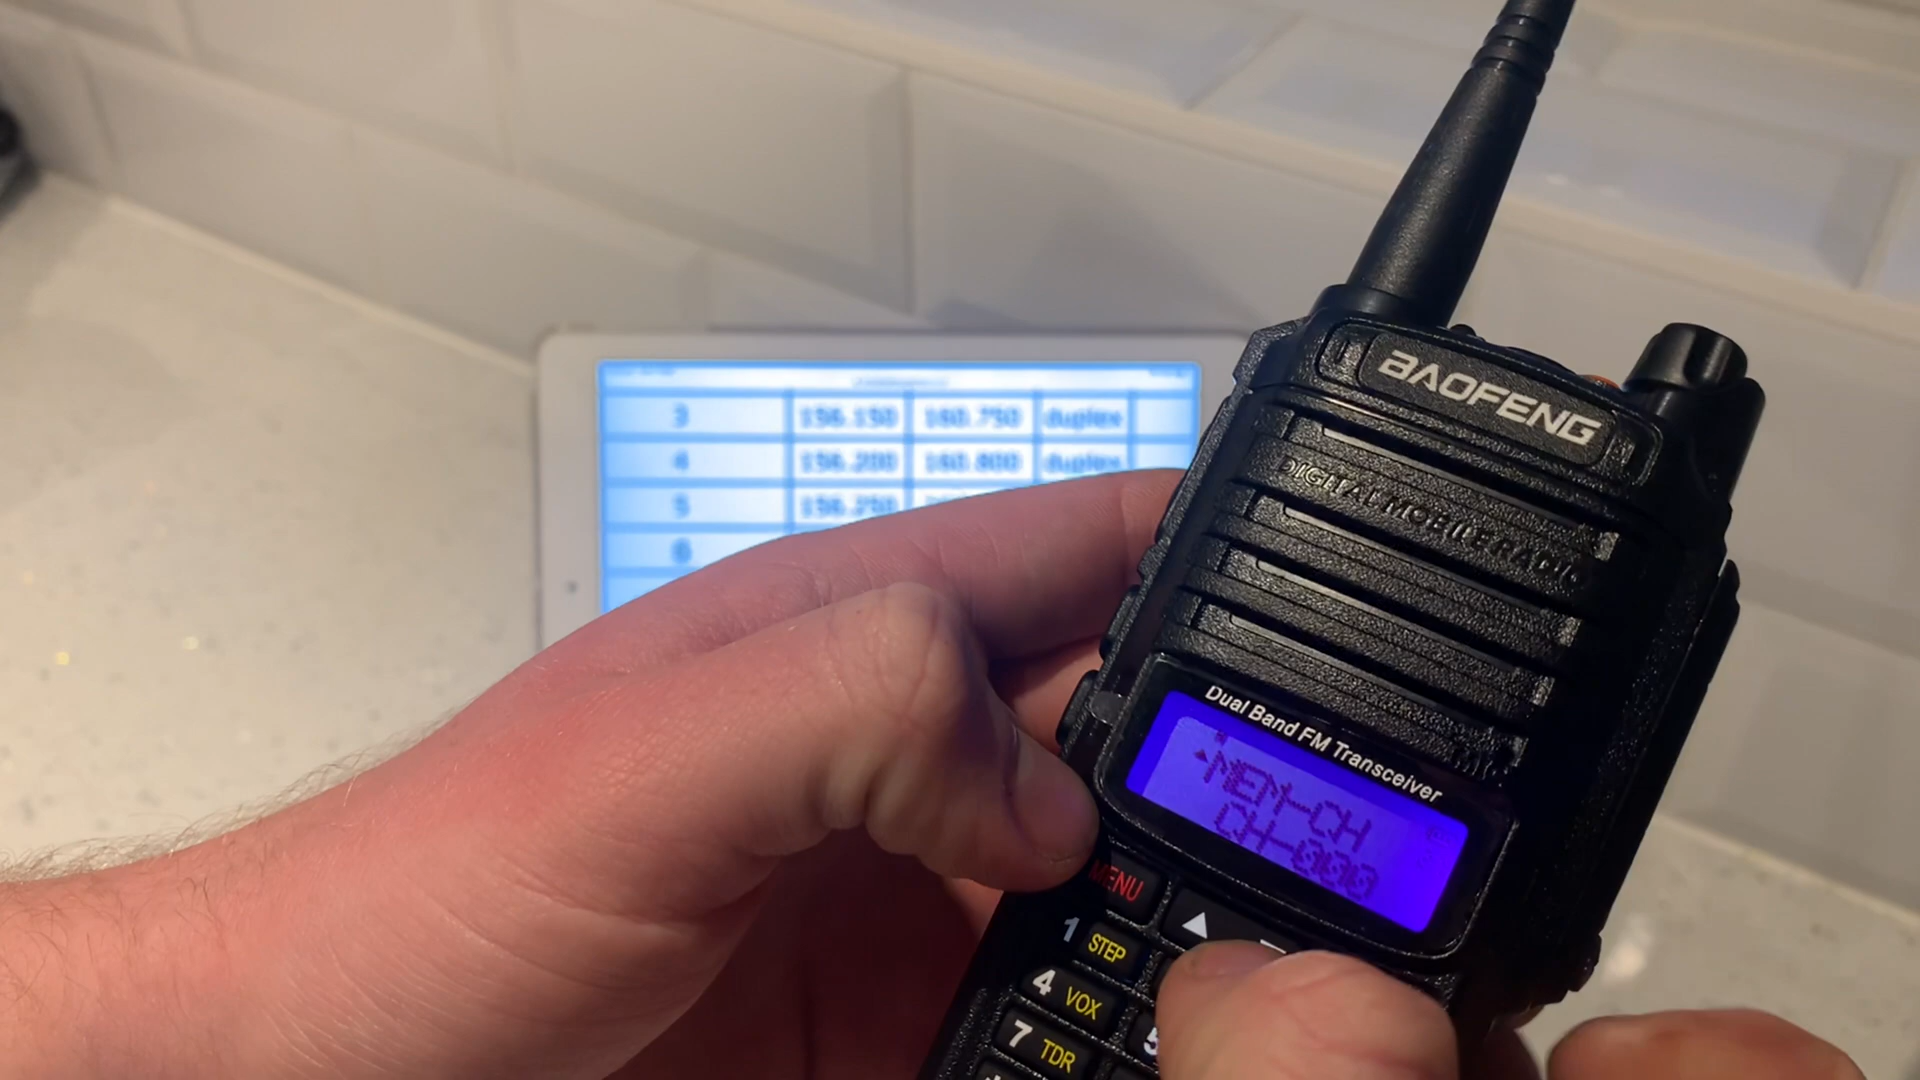 3 156.150 160.750 duplex
4 156.200 160.800 duplex
5 156.250
6
BAOFENG
DIGITAL MOBILE RADIO
Dual Band FM Transceiver
MEM-CH
CH-000
MENU
1 STEP
4 VOX
5
7 TDR